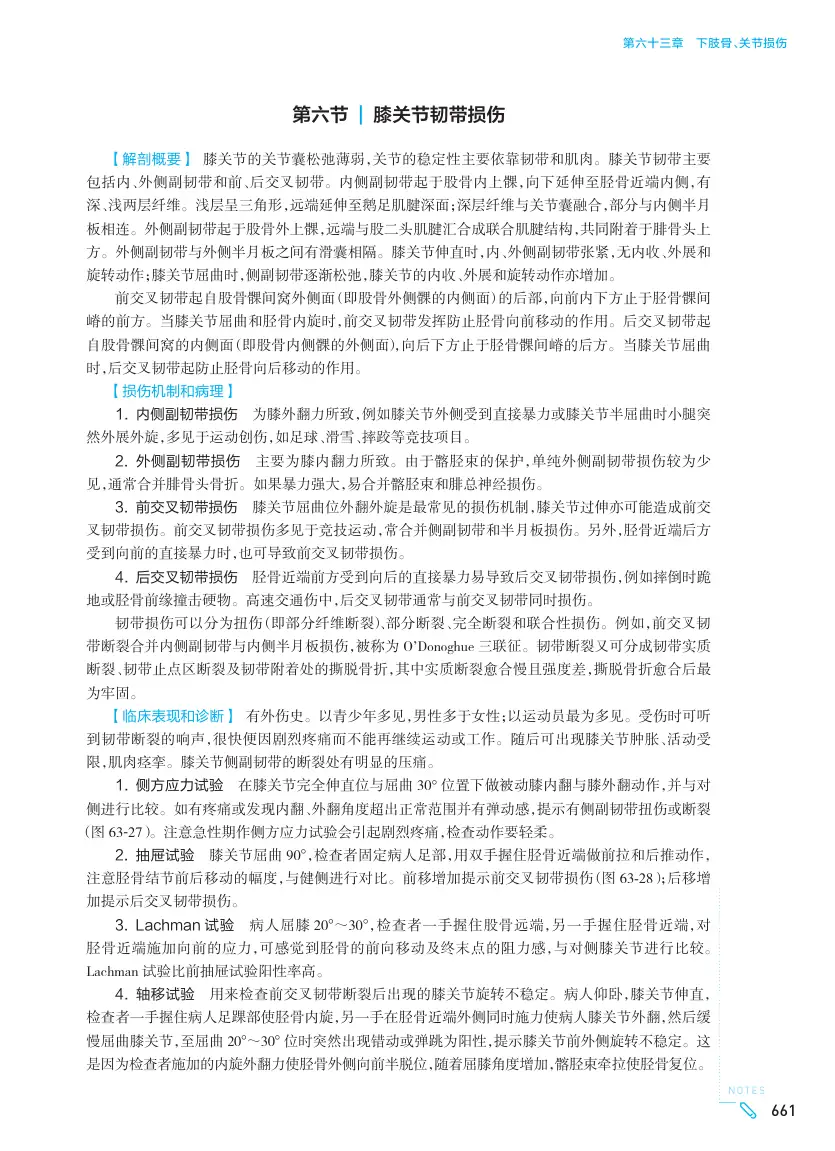 第六十三章　下肢骨、关节损伤
第六节 | 膝关节韧带损伤
【解剖概要】 膝关节的关节囊松弛薄弱,关节的稳定性主要依靠韧带和肌肉。膝关节韧带主要
包括内、外侧副韧带和前、后交叉韧带。内侧副韧带起于股骨内上髁,向下延伸至胫骨近端内侧,有
深、浅两层纤维。浅层呈三角形,远端延伸至鹅足肌腱深面;深层纤维与关节囊融合,部分与内侧半月
板相连。外侧副韧带起于股骨外上髁,远端与股二头肌腱汇合成联合肌腱结构,共同附着于腓骨头上
方。外侧副韧带与外侧半月板之间有滑囊相隔。膝关节伸直时,内、外侧副韧带张紧,无内收、外展和
旋转动作;膝关节屈曲时,侧副韧带逐渐松弛,膝关节的内收、外展和旋转动作亦增加。
前交叉韧带起自股骨髁间窝外侧面(即股骨外侧髁的内侧面)的后部,向前内下方止于胫骨髁间
嵴的前方。当膝关节屈曲和胫骨内旋时,前交叉韧带发挥防止胫骨向前移动的作用。后交叉韧带起
自股骨髁间窝的内侧面(即股骨内侧髁的外侧面),向后下方止于胫骨髁间嵴的后方。当膝关节屈曲
时,后交叉韧带起防止胫骨向后移动的作用。
【损伤机制和病理】
1. 内侧副韧带损伤　为膝外翻力所致,例如膝关节外侧受到直接暴力或膝关节半屈曲时小腿突
然外展外旋,多见于运动创伤,如足球、滑雪、摔跤等竞技项目。
2. 外侧副韧带损伤　主要为膝内翻力所致。由于髂胫束的保护,单纯外侧副韧带损伤较为少
见,通常合并腓骨头骨折。如果暴力强大,易合并髂胫束和腓总神经损伤。
3. 前交叉韧带损伤　膝关节屈曲位外翻外旋是最常见的损伤机制,膝关节过伸亦可能造成前交
叉韧带损伤。前交叉韧带损伤多见于竞技运动,常合并侧副韧带和半月板损伤。另外,胫骨近端后方
受到向前的直接暴力时,也可导致前交叉韧带损伤。
4. 后交叉韧带损伤　胫骨近端前方受到向后的直接暴力易导致后交叉韧带损伤,例如摔倒时跪
地或胫骨前缘撞击硬物。高速交通伤中,后交叉韧带通常与前交叉韧带同时损伤。
韧带损伤可以分为扭伤(即部分纤维断裂)、部分断裂、完全断裂和联合性损伤。例如,前交叉韧
带断裂合并内侧副韧带与内侧半月板损伤,被称为 O’Donoghue 三联征。韧带断裂又可分成韧带实质
断裂、韧带止点区断裂及韧带附着处的撕脱骨折,其中实质断裂愈合慢且强度差,撕脱骨折愈合后最
为牢固。
【临床表现和诊断】 有外伤史。以青少年多见,男性多于女性;以运动员最为多见。受伤时可听
到韧带断裂的响声,很快便因剧烈疼痛而不能再继续运动或工作。随后可出现膝关节肿胀、活动受
限,肌肉痉挛。膝关节侧副韧带的断裂处有明显的压痛。
1. 侧方应力试验　在膝关节完全伸直位与屈曲 30° 位置下做被动膝内翻与膝外翻动作,并与对
侧进行比较。如有疼痛或发现内翻、外翻角度超出正常范围并有弹动感,提示有侧副韧带扭伤或断裂
(图 63-27)。注意急性期作侧方应力试验会引起剧烈疼痛,检查动作要轻柔。
2. 抽屉试验　膝关节屈曲 90°,检查者固定病人足部,用双手握住胫骨近端做前拉和后推动作,
注意胫骨结节前后移动的幅度,与健侧进行对比。前移增加提示前交叉韧带损伤(图 63-28);后移增
加提示后交叉韧带损伤。
3. Lachman 试验　病人屈膝 20°～30°,检查者一手握住股骨远端,另一手握住胫骨近端,对
胫骨近端施加向前的应力,可感觉到胫骨的前向移动及终末点的阻力感,与对侧膝关节进行比较。
Lachman 试验比前抽屉试验阳性率高。
4. 轴移试验　用来检查前交叉韧带断裂后出现的膝关节旋转不稳定。病人仰卧,膝关节伸直,
检查者一手握住病人足踝部使胫骨内旋,另一手在胫骨近端外侧同时施力使病人膝关节外翻,然后缓
慢屈曲膝关节,至屈曲 20°～30° 位时突然出现错动或弹跳为阳性,提示膝关节前外侧旋转不稳定。这
是因为检查者施加的内旋外翻力使胫骨外侧向前半脱位,随着屈膝角度增加,髂胫束牵拉使胫骨复位。
NOTES
661